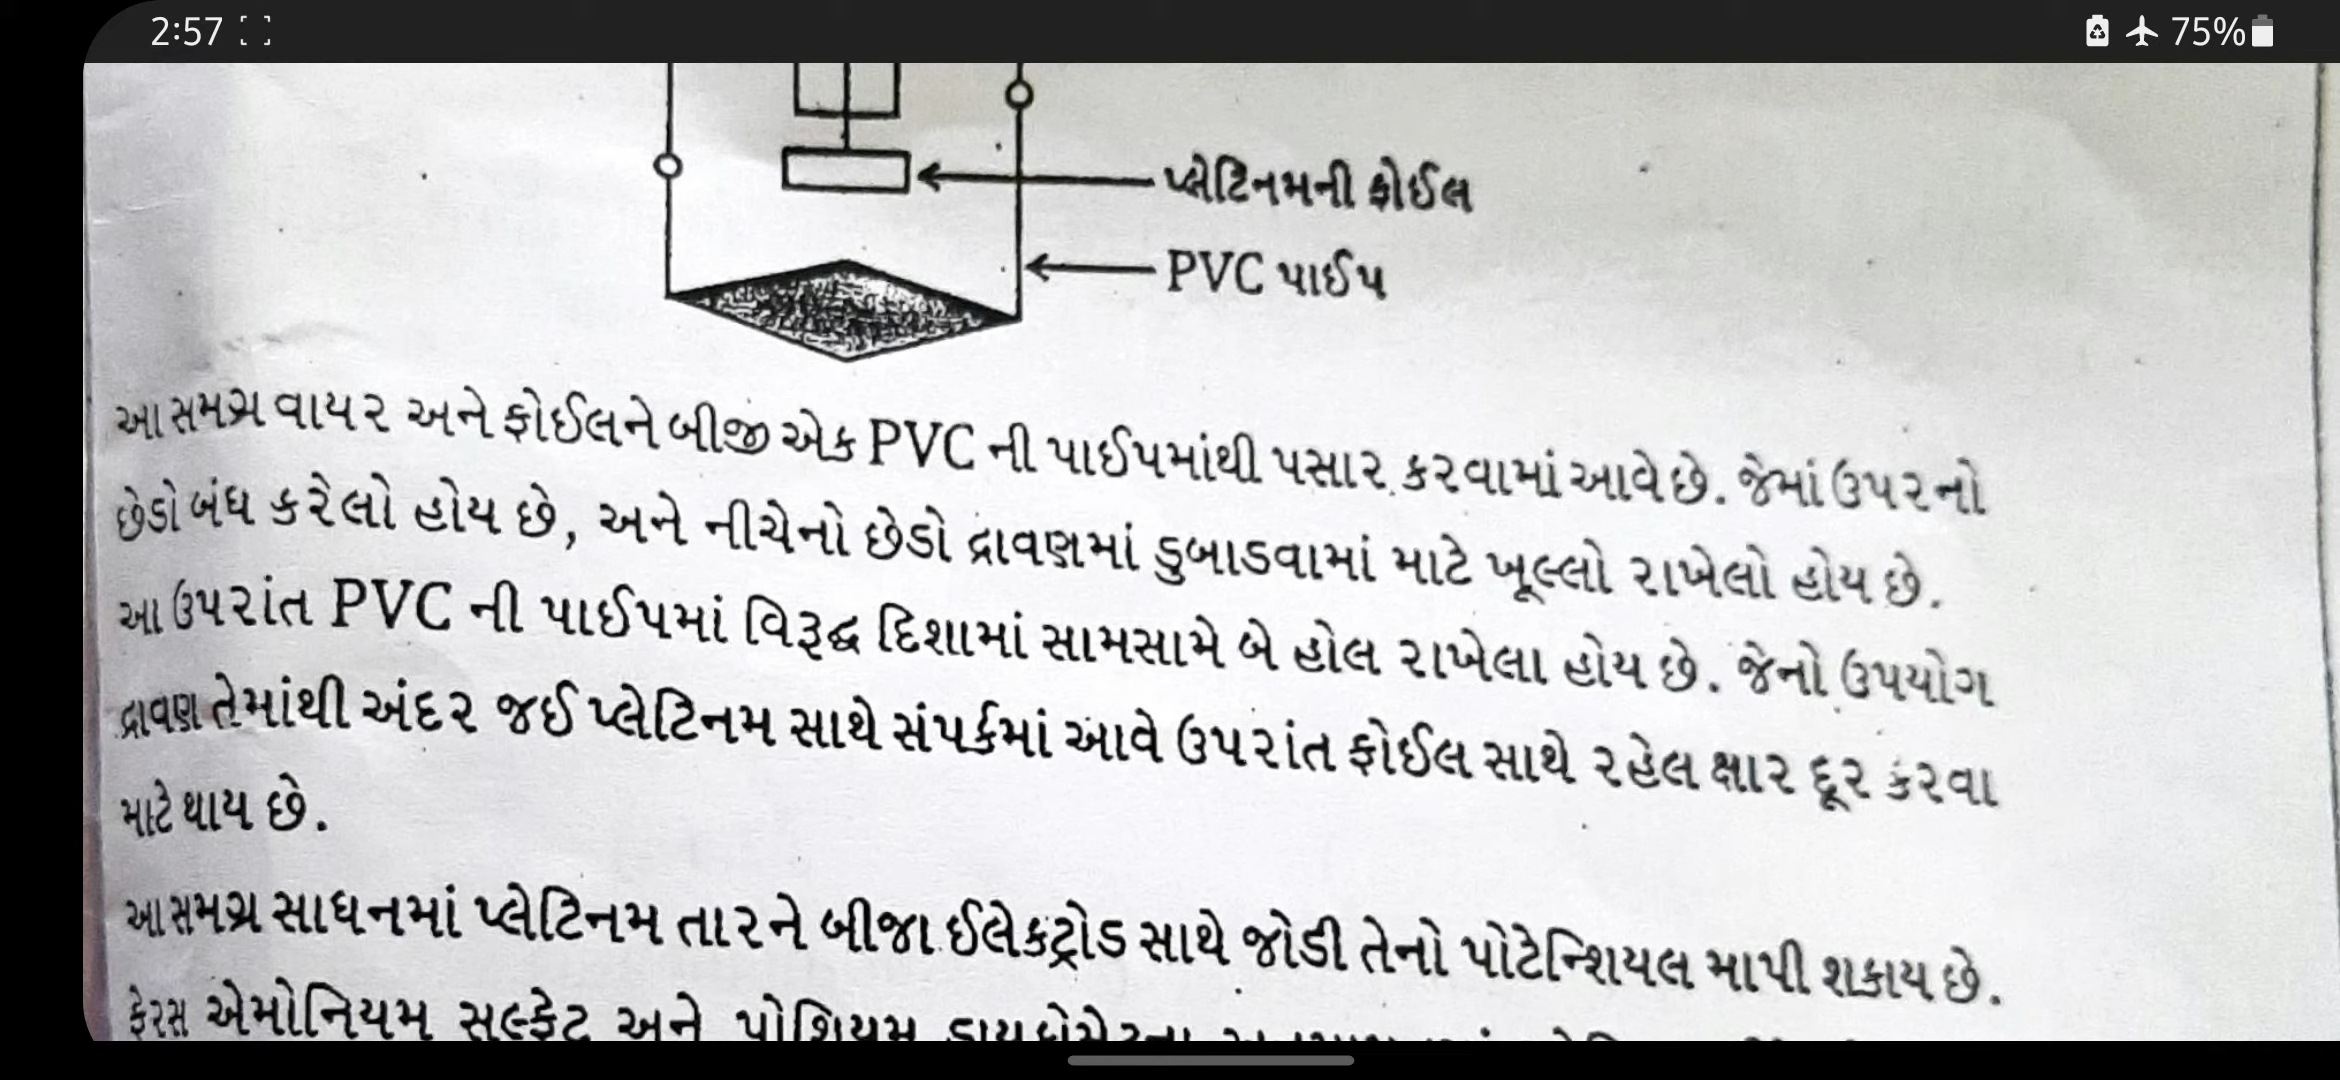 2:57
75%
પ્લેટિનમની ફોઈલ
PVC પાઈપ
આ સમગ્ર વાયર અને ફોઈલને બીજી એક PVC ની પાઈપમાંથી પસાર કરવામાં આવે છે. જેમાં ઉપરનો
છેડો બંધ કરેલો હોય છે, અને નીચેનો છેડો દ્રાવણમાં ડુબાડવામાં માટે ખૂલ્લો રાખેલો હોય છે.
આ ઉપરાંત PVC ની પાઈપમાં વિરૂદ્ધ દિશામાં સામસામે બે હોલ રાખેલા હોય છે. જેનો ઉપયોગ
દ્રાવણ તેમાંથી અંદર જઈ પ્લેટિનમ સાથે સંપર્કમાં આવે ઉપરાંત ફોઈલ સાથે રહેલ ક્ષાર દૂર કરવા
માટે થાય છે.
આ સમગ્ર સાધનમાં પ્લેટિનમ તારને બીજા ઈલેકટ્રોડ સાથે જોડી તેનો પોટેન્શિયલ માપી શકાય છે.
ફેરસ એમોનિયમ સલ્ફેટ અને